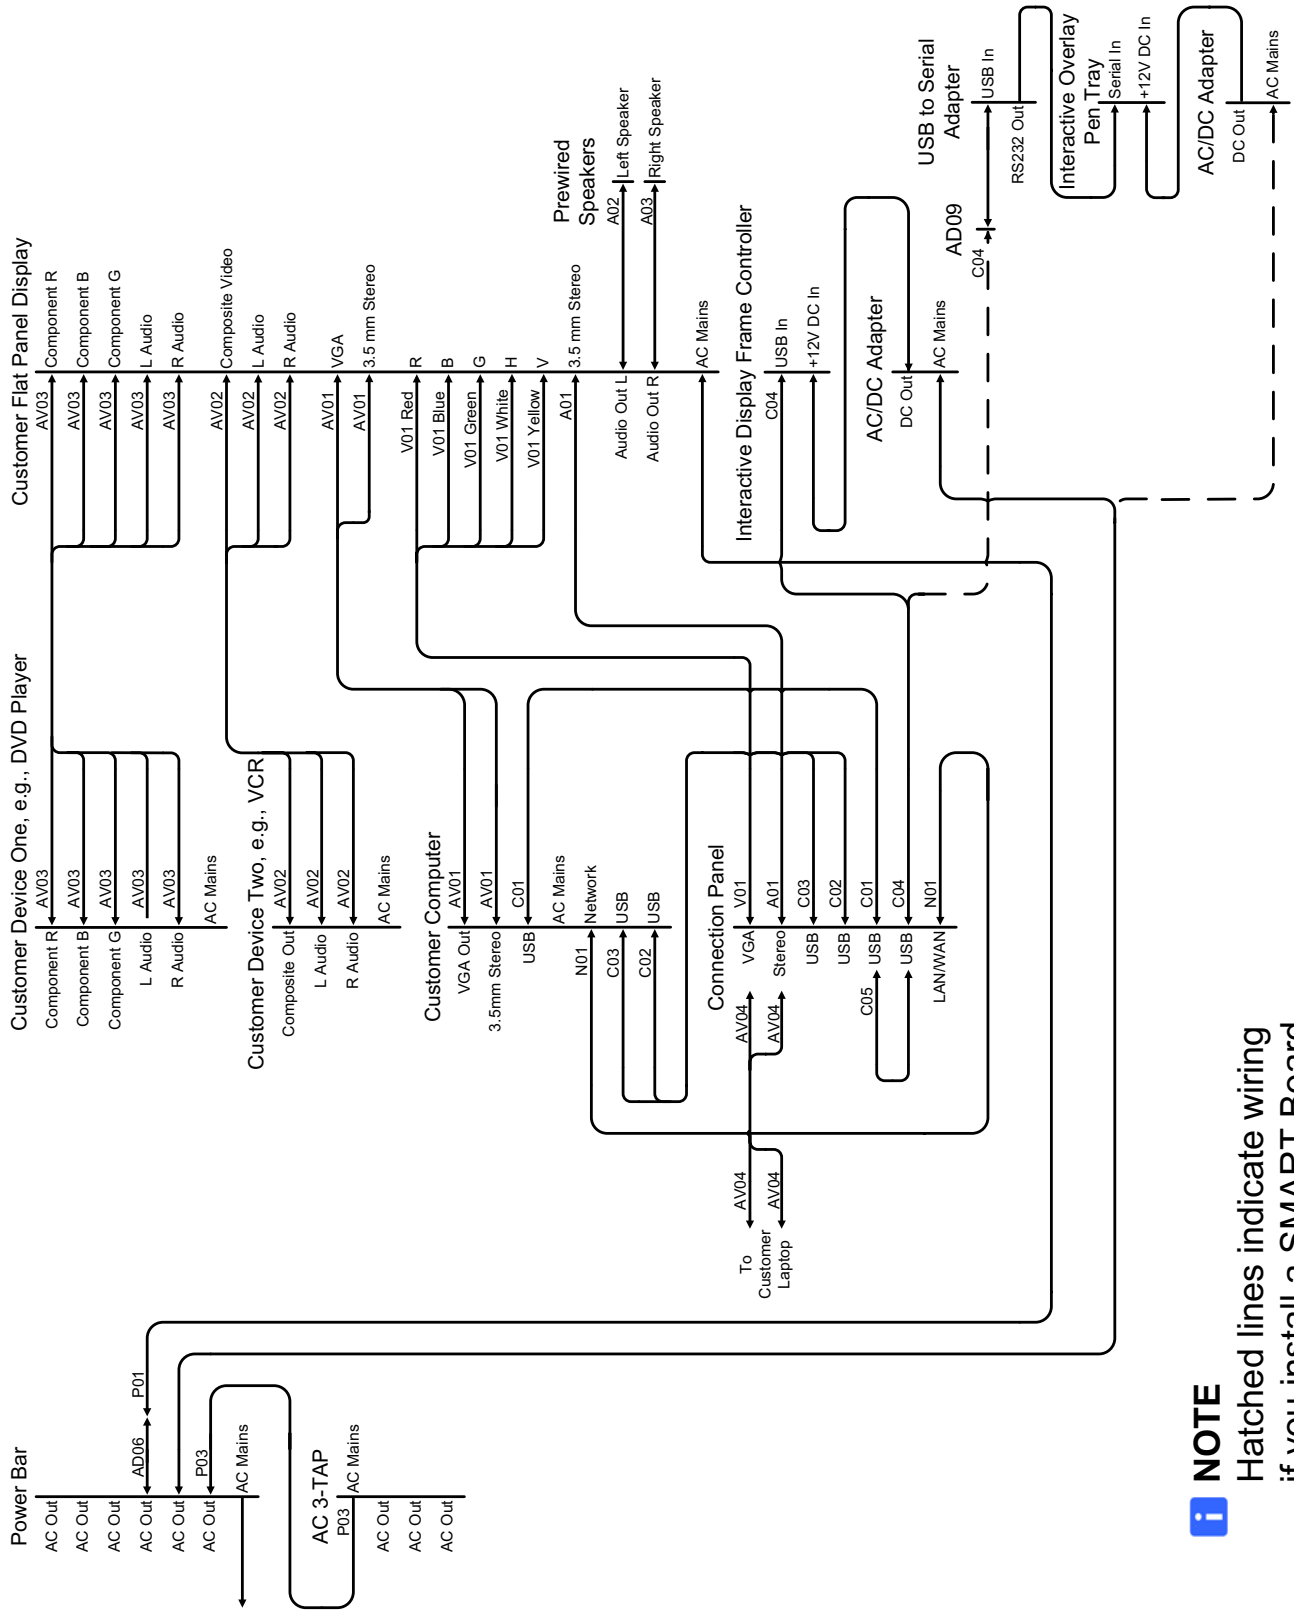 Power Bar
AC Out
AC Out
AC Out
AC Out
AC Out
AC Out
AD06
P01
P03
AC Mains
AC 3-TAP
P03
AC Mains
AC Out
AC Out
AC Out
Customer Device One, e.g., DVD Player
Component R
Component B
Component G
L Audio
R Audio
AV03
AV03
AV03
AV03
AV03
AC Mains
Customer Device Two, e.g., VCR
Composite Out
L Audio
R Audio
AV02
AV02
AV02
AC Mains
Customer Computer
VGA Out
3.5mm Stereo
USB
AV01
AV01
C01
AC Mains
N01
Network
C03
USB
C02
USB
Connection Panel
AV04
VGA
V01
AV04
Stereo
A01
USB
C03
USB
C02
C05
USB
C01
USB
C04
LAN/WAN
N01
AV04
AV04
To
Customer
Laptop
Customer Flat Panel Display
AV03
Component R
AV03
Component B
AV03
Component G
AV03
L Audio
AV03
R Audio
AV02
Composite Video
AV02
L Audio
AV02
R Audio
AV01
VGA
AV01
3.5 mm Stereo
V01 Red
R
V01 Blue
B
V01 Green
G
V01 White
H
V01 Yellow
V
A01
3.5 mm Stereo
Audio Out L
Audio Out R
AC Mains
Prewired
Speakers
A02
Left Speaker
A03
Right Speaker
Interactive Display Frame Controller
C04
USB In
+12V DC In
AC/DC Adapter
DC Out
AC Mains
AD09
C04
USB to Serial
Adapter
USB In
RS232 Out
Interactive Overlay
Pen Tray
Serial In
+12V DC In
AC/DC Adapter
DC Out
AC Mains
i NOTE
Hatched lines indicate wiring